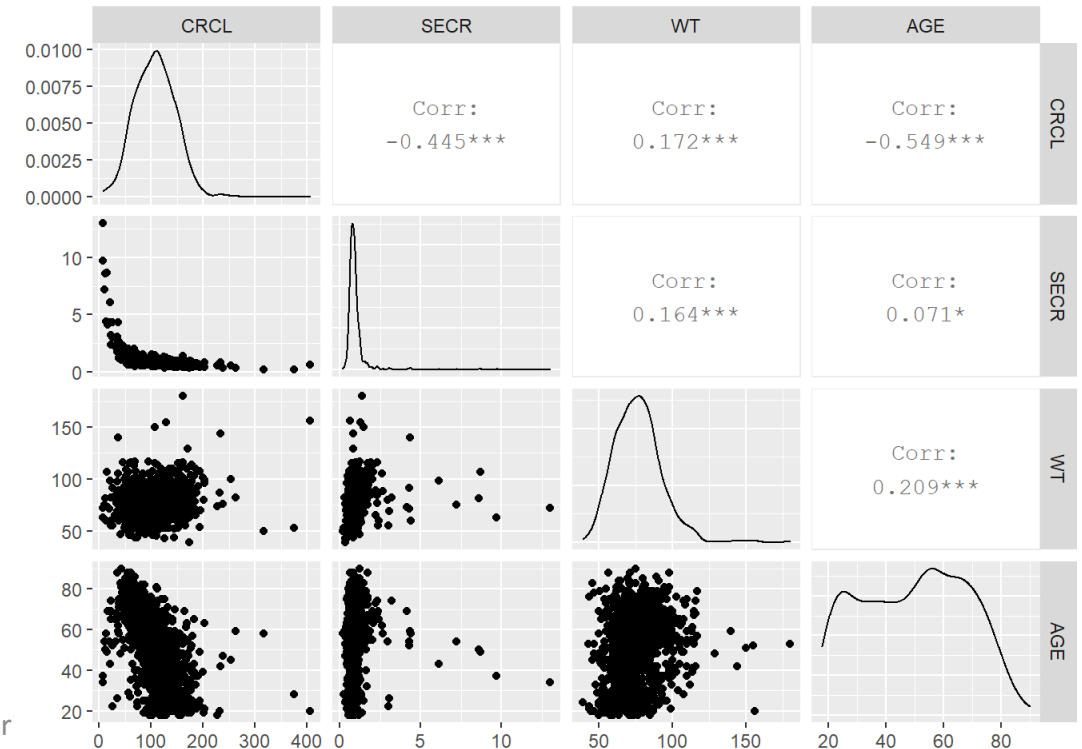 CRCL SECR WT AGE
0.0100
0.0075
0.0050
0.0025
0.0000
Corr:
-0.445***
Corr:
0.172***
Corr:
-0.549***
CRCL
10
5
0
Corr:
0.164***
Corr:
0.071*
SECR
150
100
50
Corr:
0.209***
WT
80
60
40
20
AGE
r
0 100 200 300 400
0 5 10
50 100 150
20 40 60 80